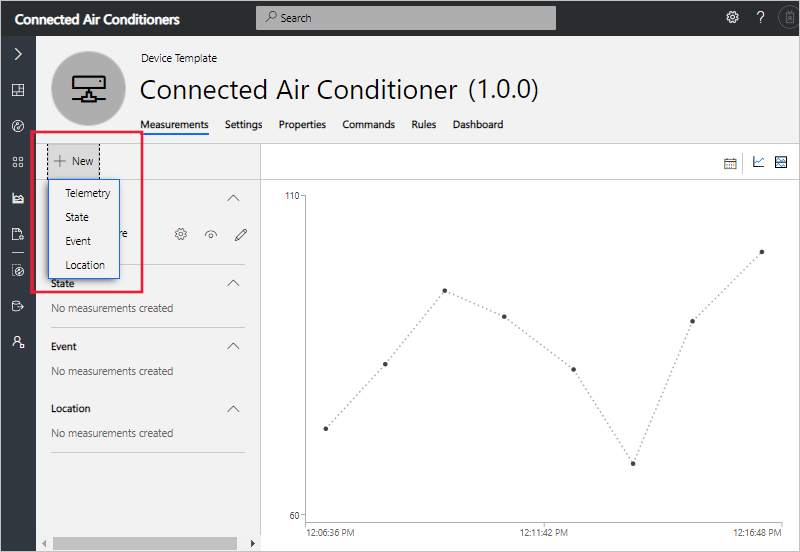 Connected Air Conditioners
Search
?
Device Template
Connected Air Conditioner (1.0.0)
Measurements Settings Properties Commands Rules Dashboard
+ New
Telemetry
State
Event
Location
re
State
No measurements created
Event
No measurements created
Location
No measurements created
110
60
12:06:36 PM 12:11:42 PM 12:16:48 PM